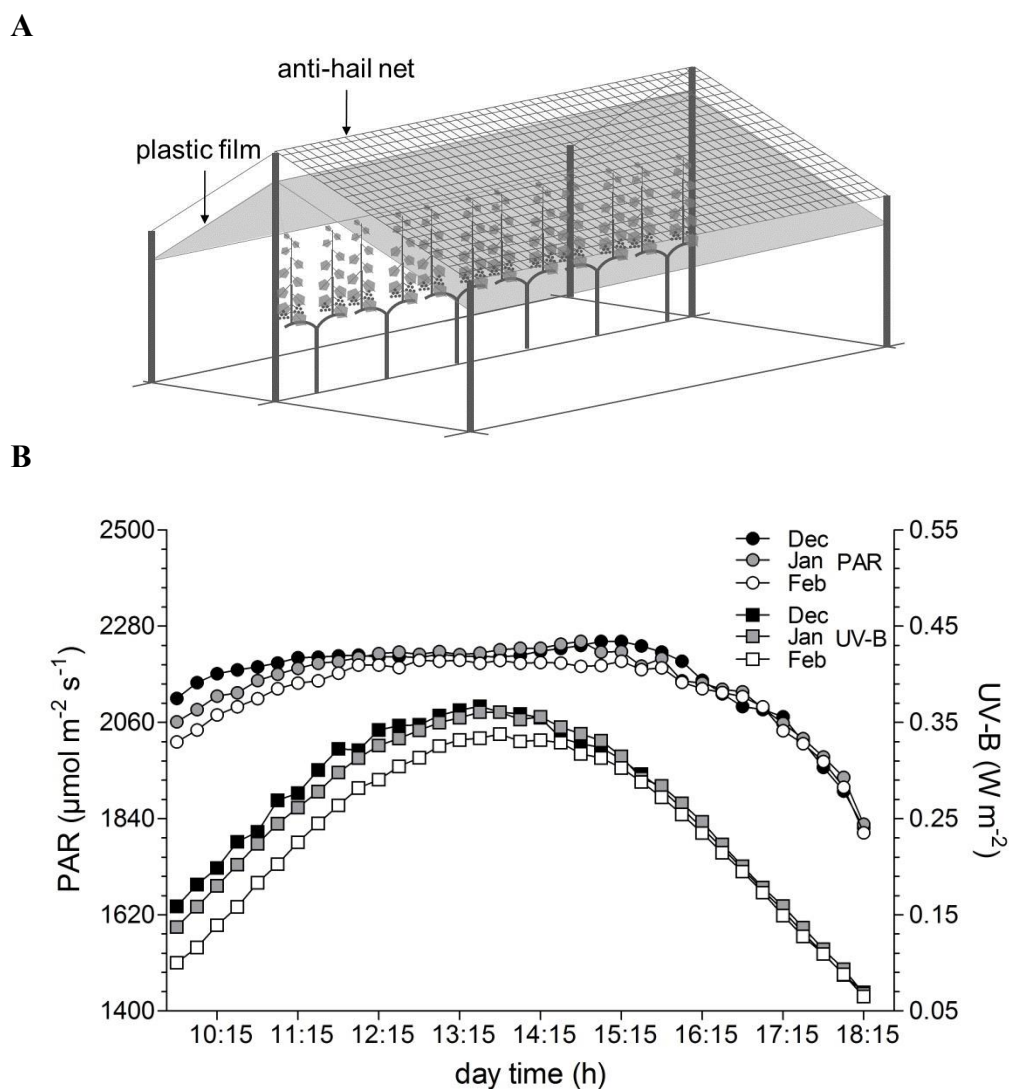 A
anti-hail net
plastic film
B
2500
2280
2060
1840
1620
1400
PAR (µmol m⁻² s⁻¹)
Dec
Jan PAR
Feb
Dec
Jan UV-B
Feb
0.55
0.45
0.35
0.25
0.15
0.05
UV-B (W m⁻²)
10:15 11:15 12:15 13:15 14:15 15:15 16:15 17:15 18:15
day time (h)